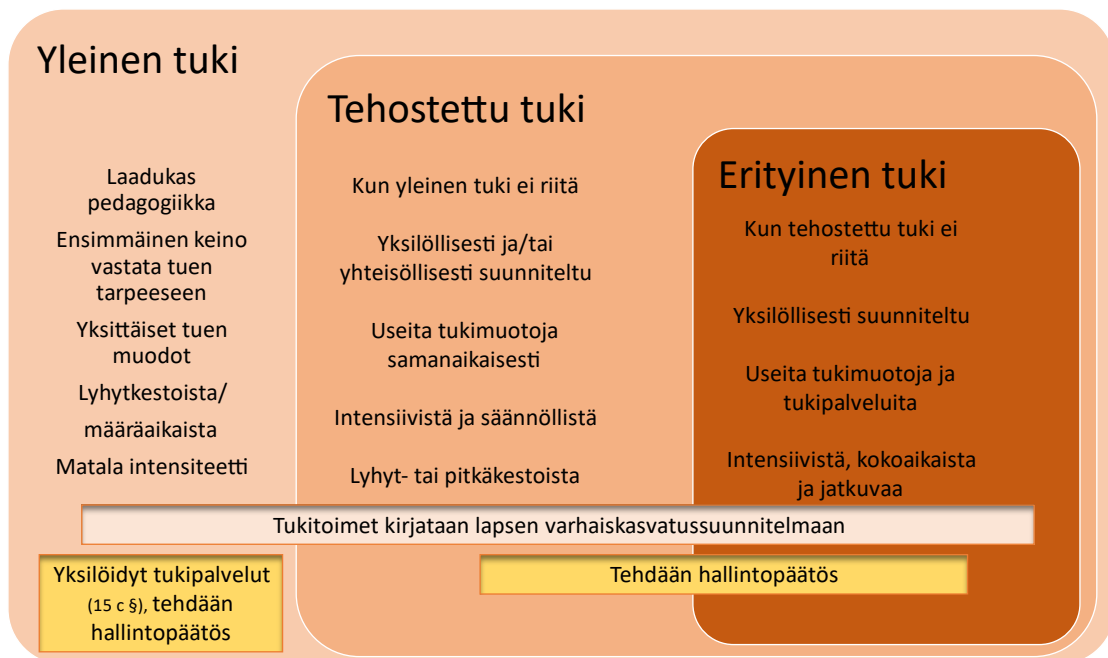 Yleinen tuki
Laadukas
pedagogiikka
Ensimmäinen keino
vastata tuen
tarpeeseen
Yksittäiset tuen
muodot
Lyhytkestoista/
määräaikaista
Matala intensiteetti
Tehostettu tuki
Kun yleinen tuki ei riitä
Yksilöllisesti ja/tai
yhteisöllisesti suunniteltu
Useita tukimuotoja
samanaikaisesti
Intensiivistä ja säännöllistä
Lyhyt- tai pitkäkestoista
Erityinen tuki
Kun tehostettu tuki ei
riitä
Yksilöllisesti suunniteltu
Useita tukimuotoja ja
tukipalveluita
Intensiivistä, kokoaikaista
ja jatkuvaa
Tukitoimet kirjataan lapsen varhaiskasvatussuunnitelmaan
Yksilöidyt tukipalvelut
(15 c §), tehdään
hallintopäätös
Tehdään hallintopäätös